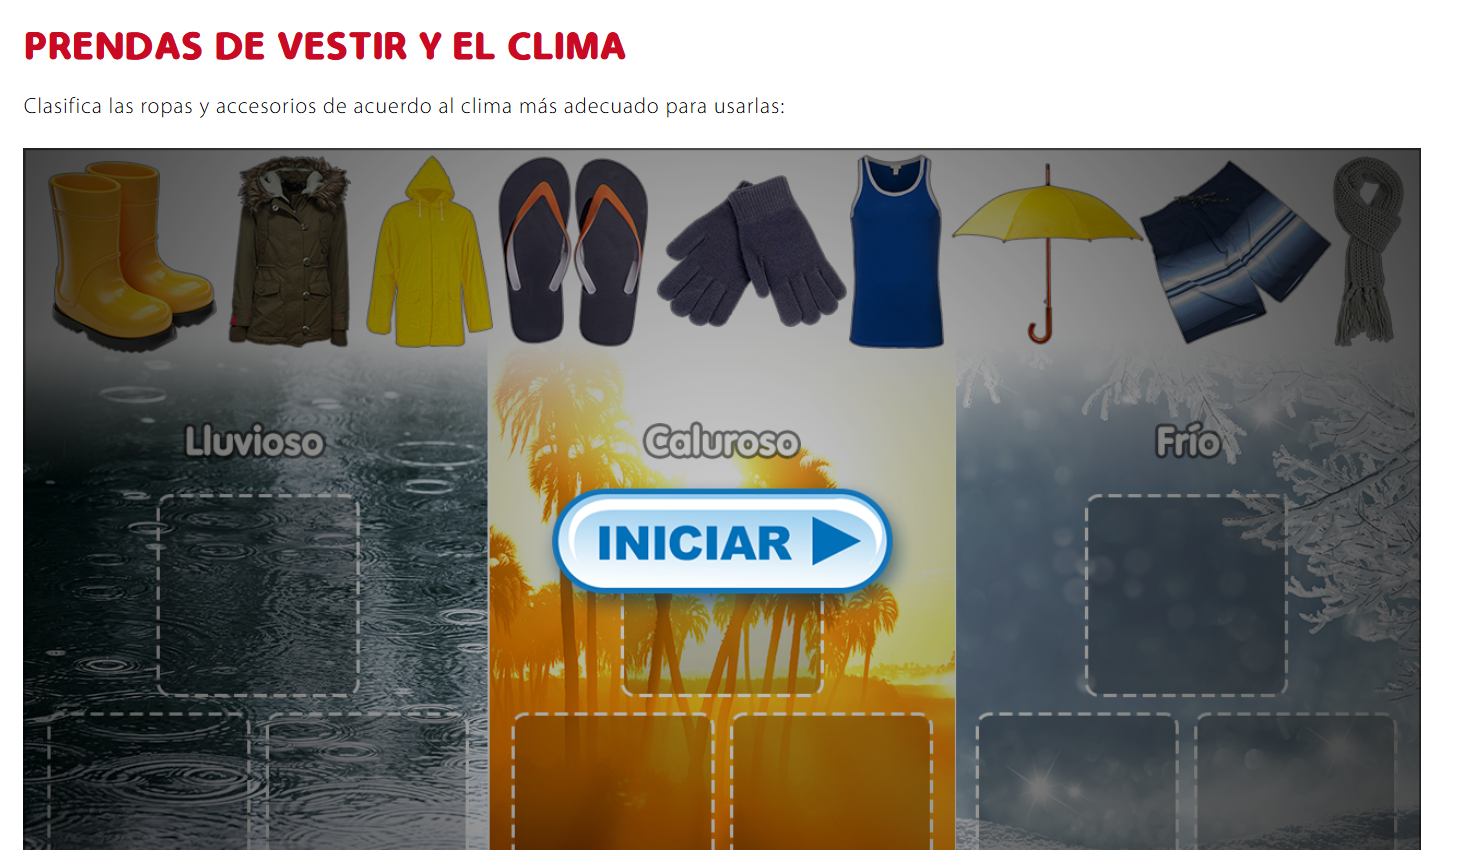 PRENDAS DE VESTIR Y EL CLIMA
Clasifica las ropas y accesorios de acuerdo al clima más adecuado para usarlas:
Lluvioso
Caluroso
Frío
INICIAR